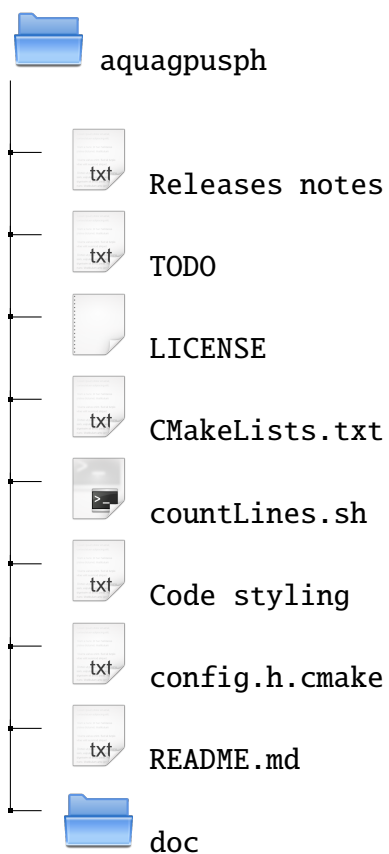 aquagpusph
txt Releases notes
txt TODO
LICENSE
txt CMakeLists.txt
>_ countLines.sh
txt Code styling
txt config.h.cmake
txt README.md
doc